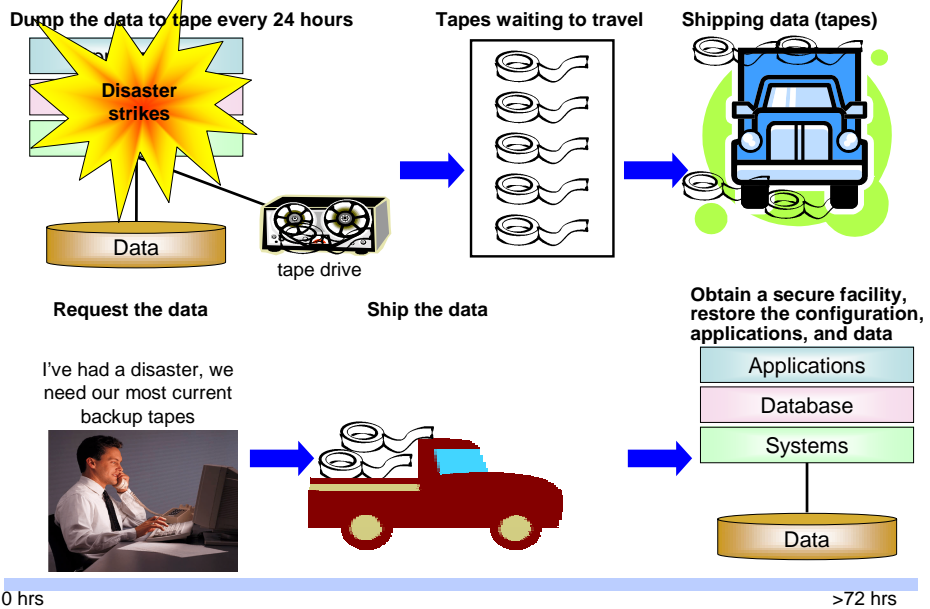 Dump the data to tape every 24 hours
Tapes waiting to travel
Shipping data (tapes)
Disaster
strikes
Data
tape drive
Request the data
Ship the data
Obtain a secure facility,
restore the configuration,
applications, and data
I've had a disaster, we
need our most current
backup tapes
Applications
Database
Systems
Data
0 hrs
>72 hrs